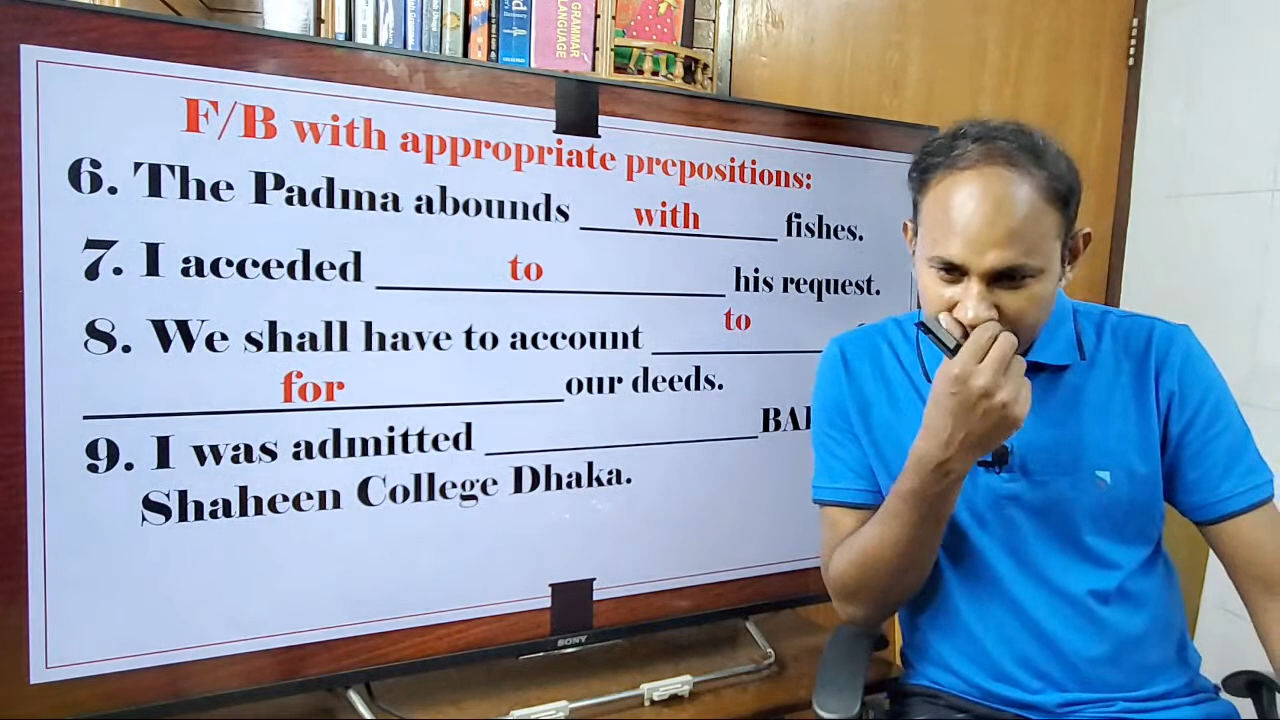 GRAMMAR
LANGUAGE
F/B with appropriate prepositions:
6. The Padma abounds with fishes.
7. I acceded to his request.
8. We shall have to account to
for our deeds.
9. I was admitted
Shaheen College Dhaka.
SONY